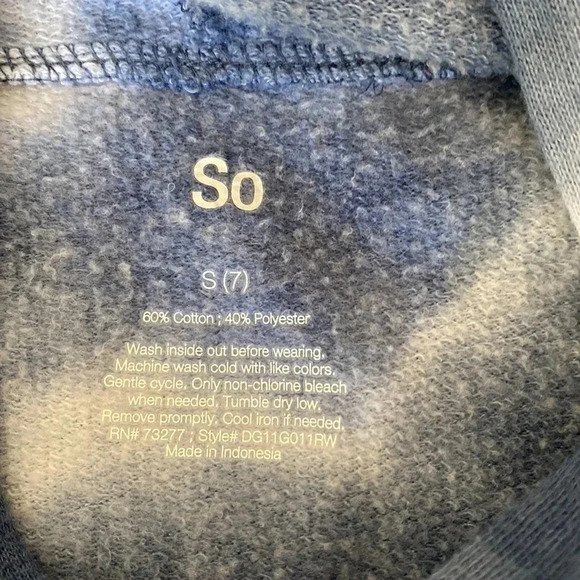 So
S (7)
60% Cotton ; 40% Polyester
Wash inside out before wearing.
Machine wash cold with like colors.
Gentle cycle. Only non-chlorine bleach
when needed. Tumble dry low.
Remove promptly. Cool iron if needed.
RN# 73277 ; Style# DG11G011RW
Made in Indonesia